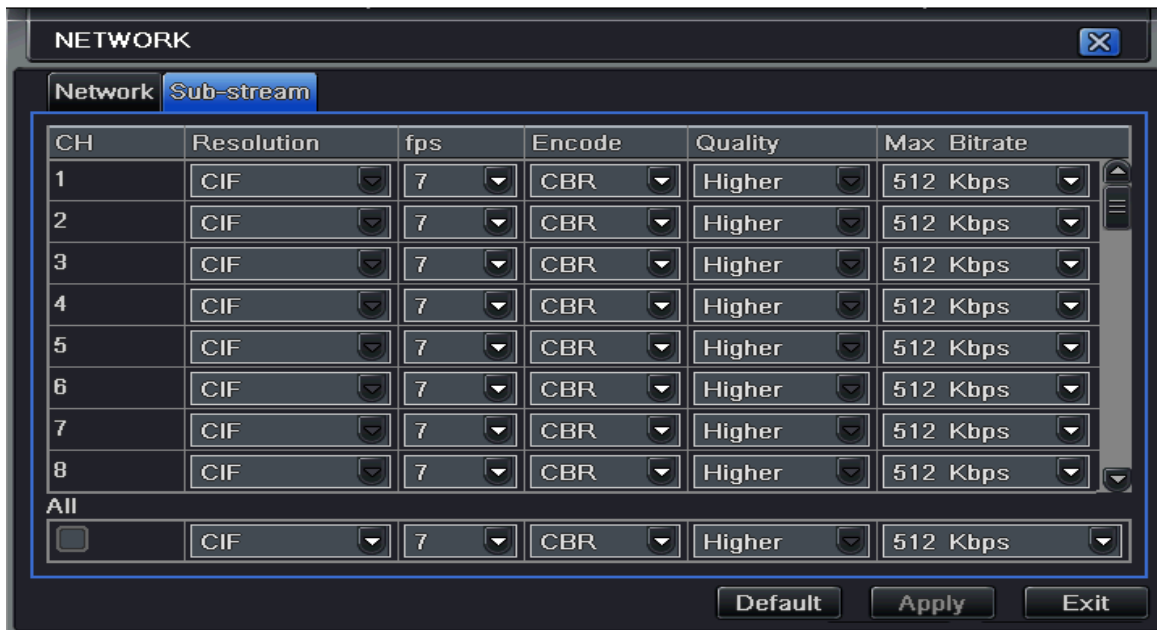 NETWORK
Network Sub-stream
CH Resolution fps Encode Quality Max Bitrate
1 CIF 7 CBR Higher 512 Kbps
2 CIF 7 CBR Higher 512 Kbps
3 CIF 7 CBR Higher 512 Kbps
4 CIF 7 CBR Higher 512 Kbps
5 CIF 7 CBR Higher 512 Kbps
6 CIF 7 CBR Higher 512 Kbps
7 CIF 7 CBR Higher 512 Kbps
8 CIF 7 CBR Higher 512 Kbps
All
CIF 7 CBR Higher 512 Kbps
Default Apply Exit